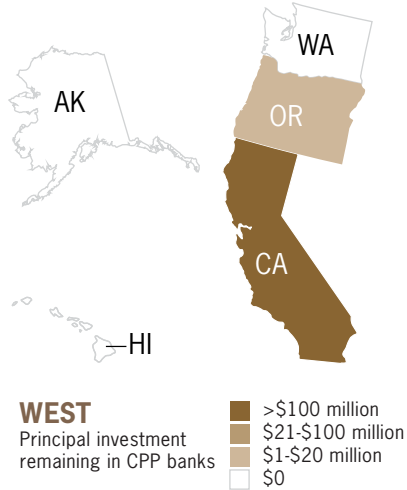 WA
AK
OR
CA
HI
WEST
Principal investment
remaining in CPP banks
>$100 million
$21-$100 million
$1-$20 million
$0